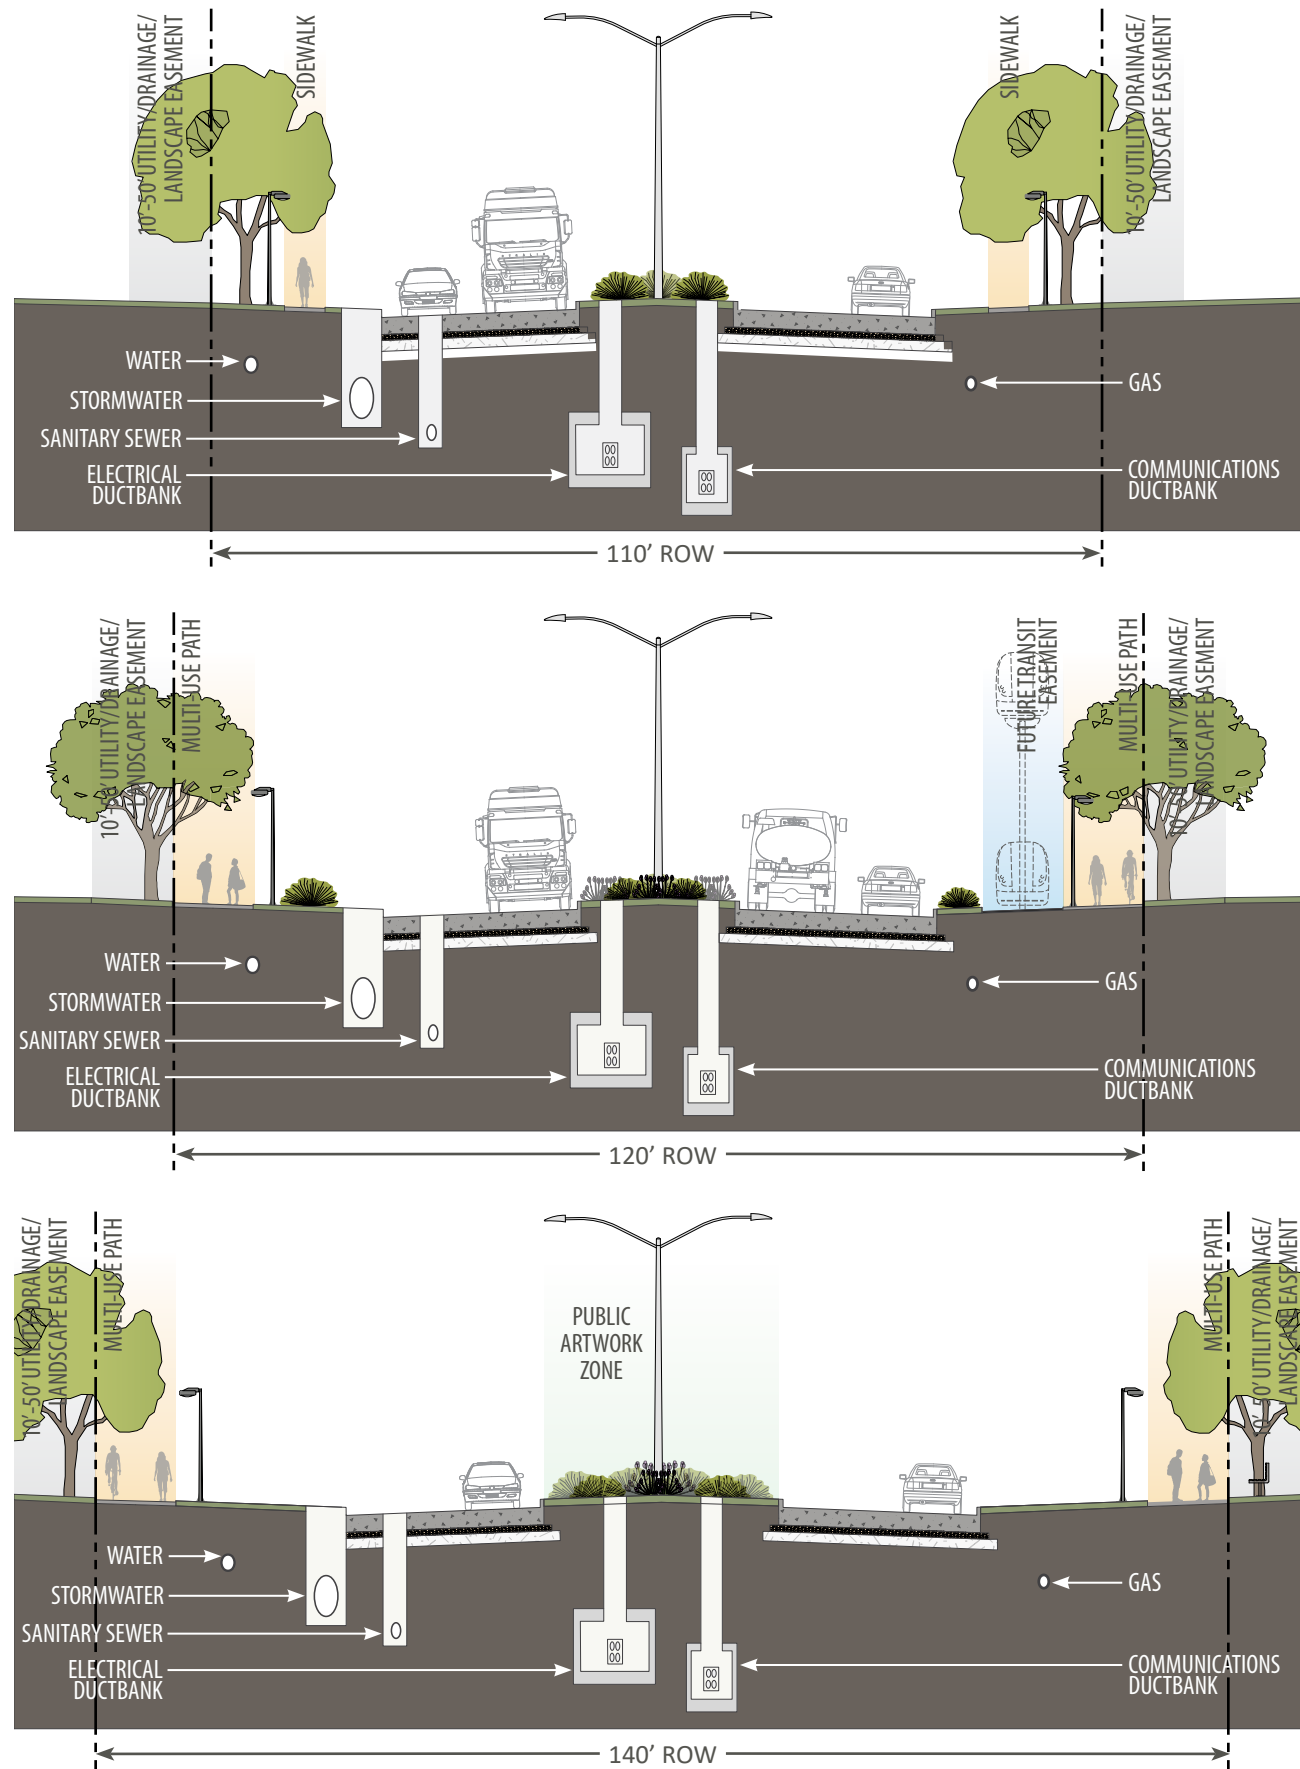 10'-50' UTILITY/DRAINAGE/
LANDSCAPE EASEMENT
SIDEWALK
SIDEWALK
10'-50' UTILITY/DRAINAGE/
LANDSCAPE EASEMENT
WATER
STORMWATER
SANITARY SEWER
ELECTRICAL
DUCTBANK
GAS
COMMUNICATIONS
DUCTBANK
110' ROW
10'-50' UTILITY/DRAINAGE/
LANDSCAPE EASEMENT
MULTI-USE PATH
FUTURE TRANSIT
EASEMENT
MULTI-USE PATH
10'-50' UTILITY/DRAINAGE/
LANDSCAPE EASEMENT
WATER
STORMWATER
SANITARY SEWER
ELECTRICAL
DUCTBANK
GAS
COMMUNICATIONS
DUCTBANK
120' ROW
10'-50' UTILITY/DRAINAGE/
LANDSCAPE EASEMENT
MULTI-USE PATH
PUBLIC
ARTWORK
ZONE
MULTI-USE PATH
10'-50' UTILITY/DRAINAGE/
LANDSCAPE EASEMENT
WATER
STORMWATER
SANITARY SEWER
ELECTRICAL
DUCTBANK
GAS
COMMUNICATIONS
DUCTBANK
140' ROW